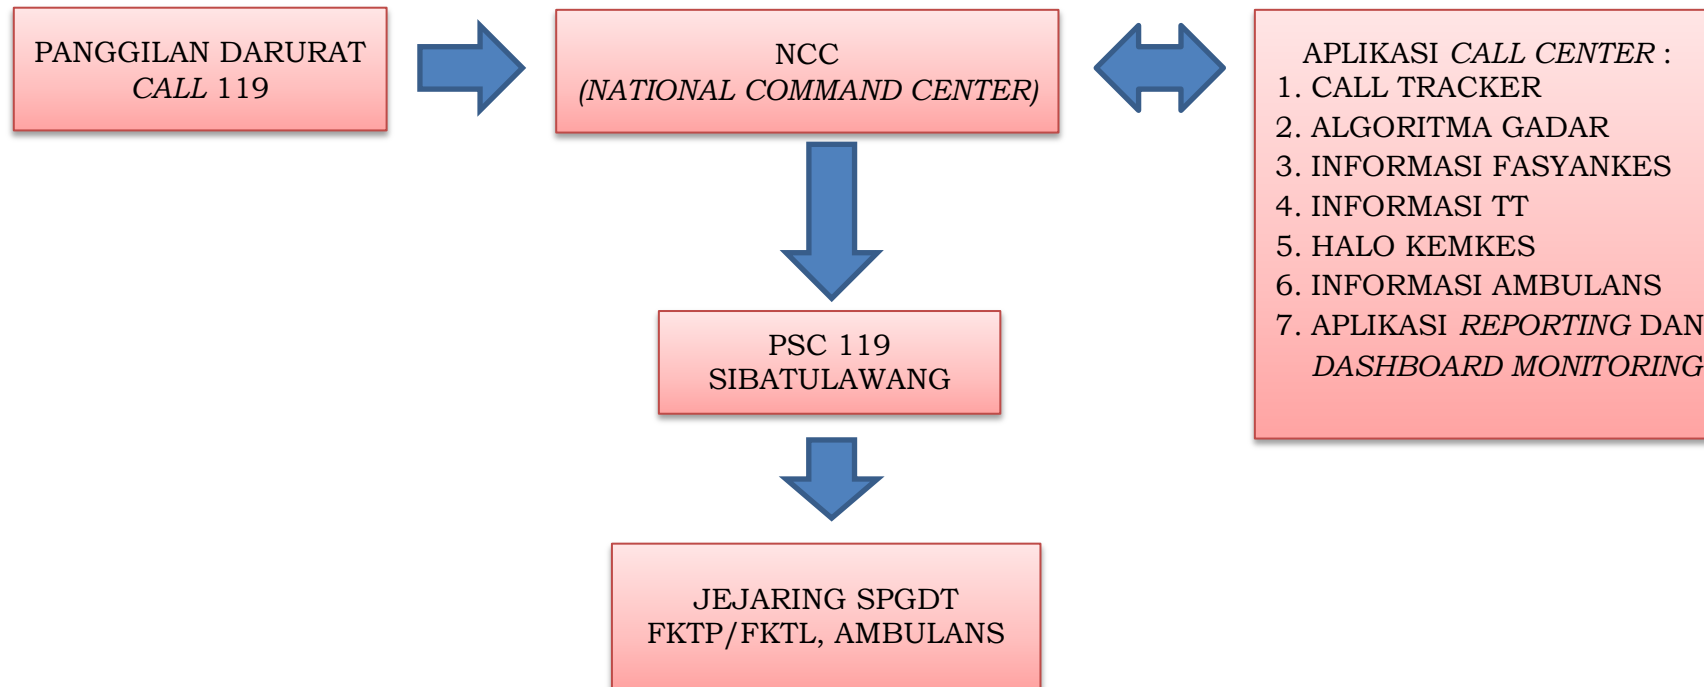 PANGGILAN DARURAT
CALL 119
NCC
(NATIONAL COMMAND CENTER)
APLIKASI CALL CENTER :
1. CALL TRACKER
2. ALGORITMA GADAR
3. INFORMASI FASYANKES
4. INFORMASI TT
5. HALO KEMKES
6. INFORMASI AMBULANS
7. APLIKASI REPORTING DAN
DASHBOARD MONITORING
PSC 119
SIBATULAWANG
JEJARING SPGDT
FKTP/FKTL, AMBULANS